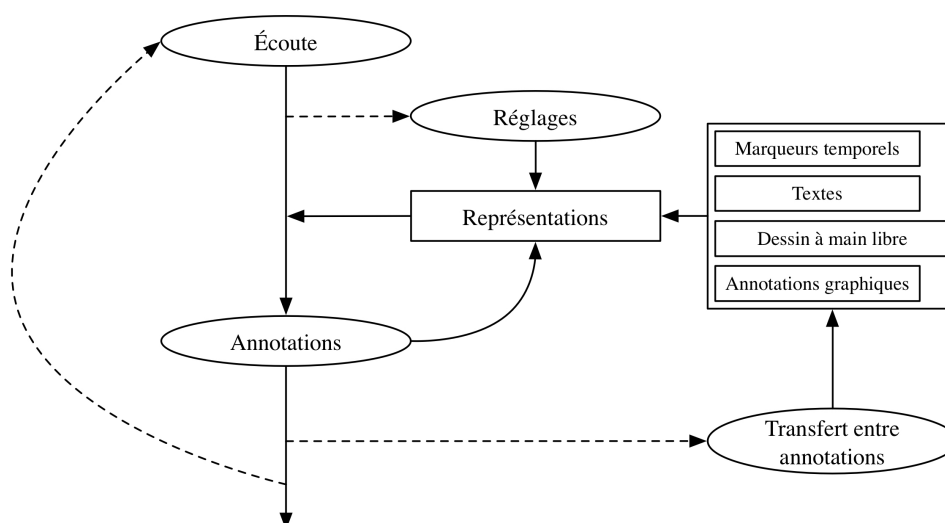 Écoute
Réglages
Marqueurs temporels
Textes
Représentations
Dessin à main libre
Annotations graphiques
Annotations
Transfert entre
annotations